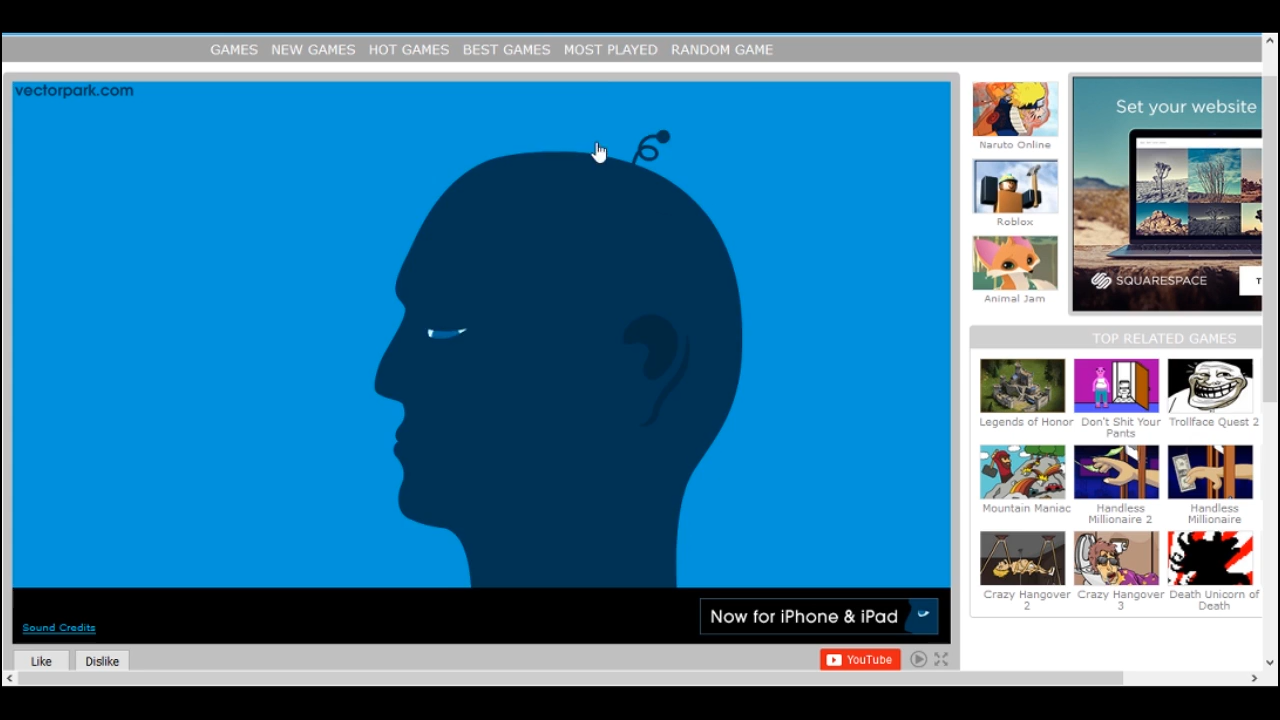 GAMES NEW GAMES HOT GAMES BEST GAMES MOST PLAYED RANDOM GAME
vectorpark.com
Sound Credits
Now for iPhone & iPad
Like
Dislike
YouTube
Naruto Online
Roblox
Animal Jam
Set your website
SQUARESPACE
TOP RELATED GAMES
Legends of Honor
Don't Shit Your
Pants
Trollface Quest 2
Mountain Maniac
Handless
Millionaire 2
Handless
Millionaire
Crazy Hangover
2
Crazy Hangover
3
Death Unicorn of
Death